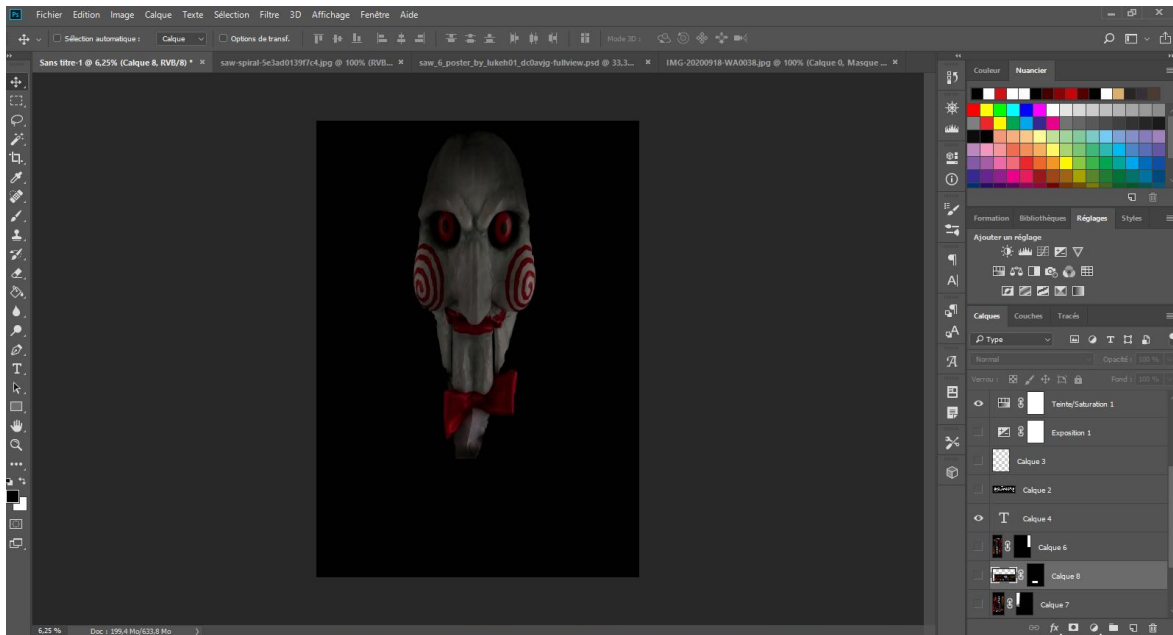 Ps Fichier Edition Image Calque Texte Sélection Filtre 3D Affichage Fenêtre Aide
Sélection automatique : Calque Options de transf. Mode 3D :
Sans titre-1 @ 6,25% (Calque 8, RVB/8) * × saw-spiral-5e3ad0139f7c4.jpg @ 100% (RVB... × saw_6_poster_by_lukeh01_dc0avjg-fullview.psd @ 33,3... × IMG-20200918-WA0038.jpg @ 100% (Calque 0, Masque ... ×
Couleur Nuancier
Formation Bibliothèques Réglages Styles
Ajouter un réglage
Calques Couches Tracés
Type
Normal Opacité : 100 %
Verrou : Fond : 100 %
Teinte/Saturation 1
Exposition 1
Calque 3
Calque 2
T Calque 4
Calque 6
Calque 8
Calque 7
6,25 % Doc : 199,4 Mo/633,8 Mo